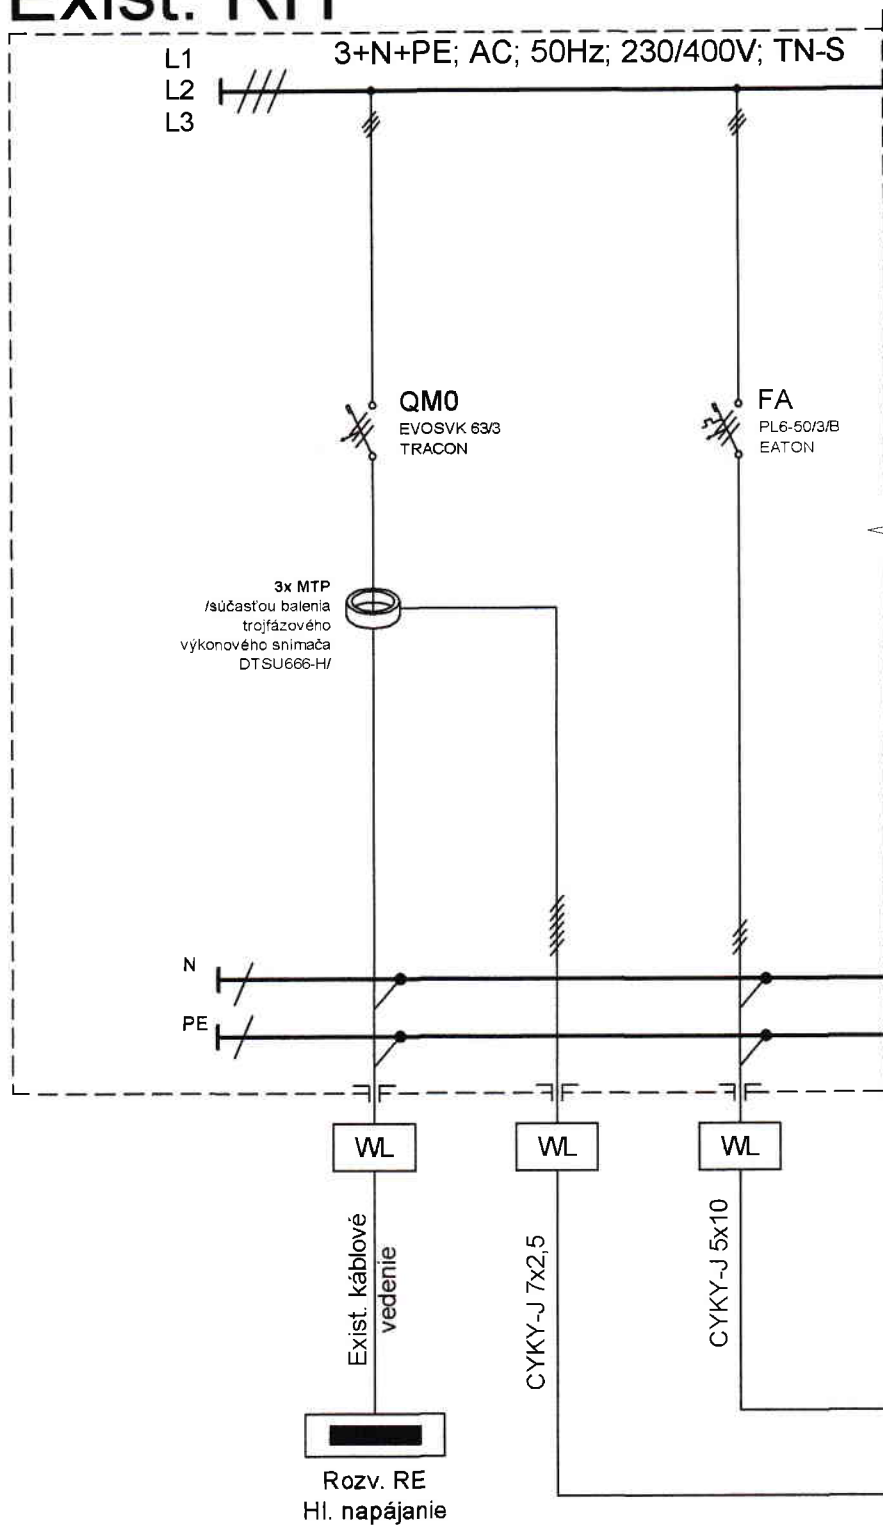 Exist. RH
L1
3+N+PE; AC; 50Hz; 230/400V; TN-S
L2
L3
QM0
EVOSVK 63/3
TRACON
FA
PL6-50/3/B
EATON
3x MTP
/súčasťou balenia
trojfázového
výkonového snímača
DTSU666-H/
N
PE
WL
WL
WL
Exist. káblové
vedenie
CYKY-J 7x2,5
CYKY-J 5x10
Rozv. RE
Hl. napájanie